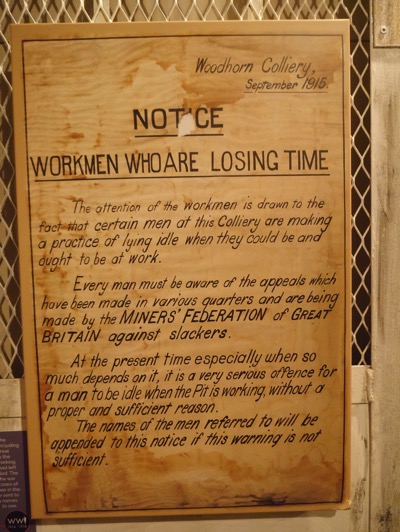 Woodhorn Colliery,
September 1915.
NOTICE
WORKMEN WHO ARE LOSING TIME
The attention of the workmen is drawn to the
fact that certain men at this Colliery are making
a practice of lying idle when they could be and
ought to be at work.
Every man must be aware of the appeals which
have been made in various quarters and are being
made by the MINERS' FEDERATION OF GREAT
BRITAIN against slackers.
At the present time especially when so
much depends on it, it is a very serious offence for
a man to be idle when the Pit is working, without a
proper and sufficient reason.
The names of the men referred to will be
appended to this notice if this warning is not
sufficient.